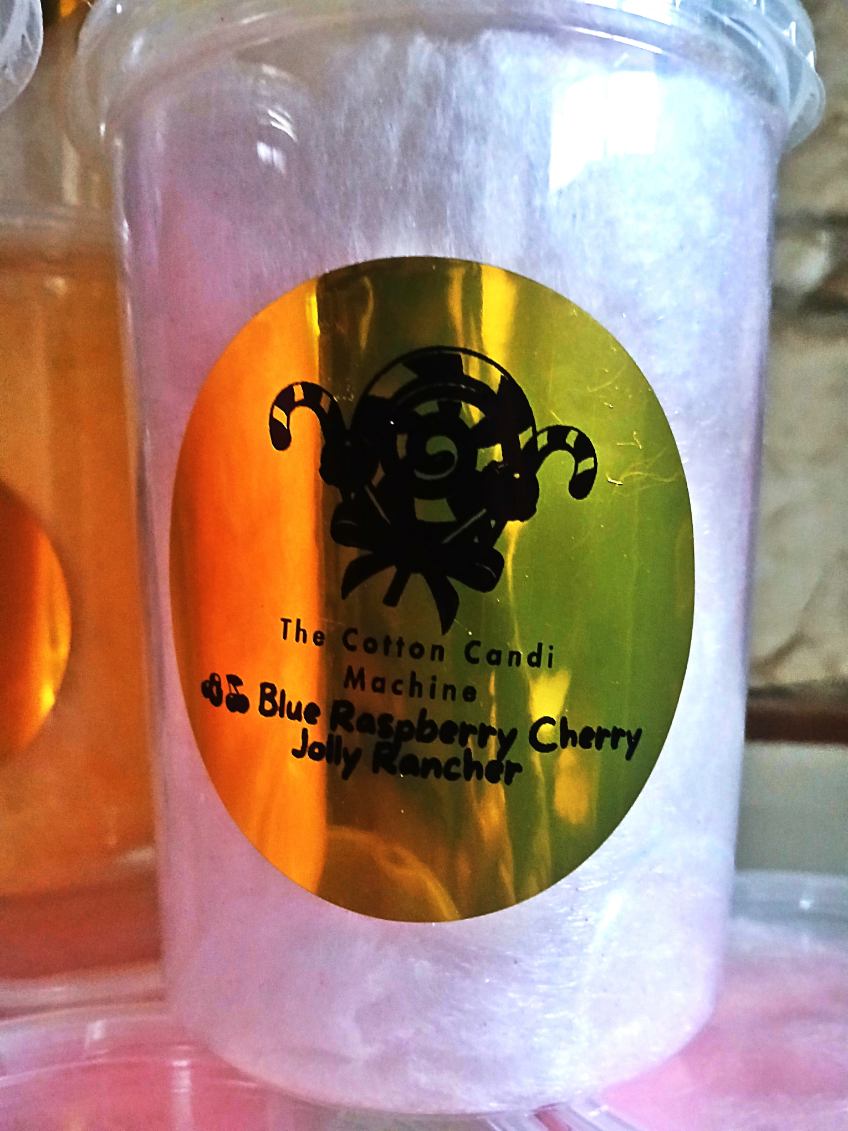 The Cotton Candi
Machine
Blue Raspberry Cherry
Jolly Rancher